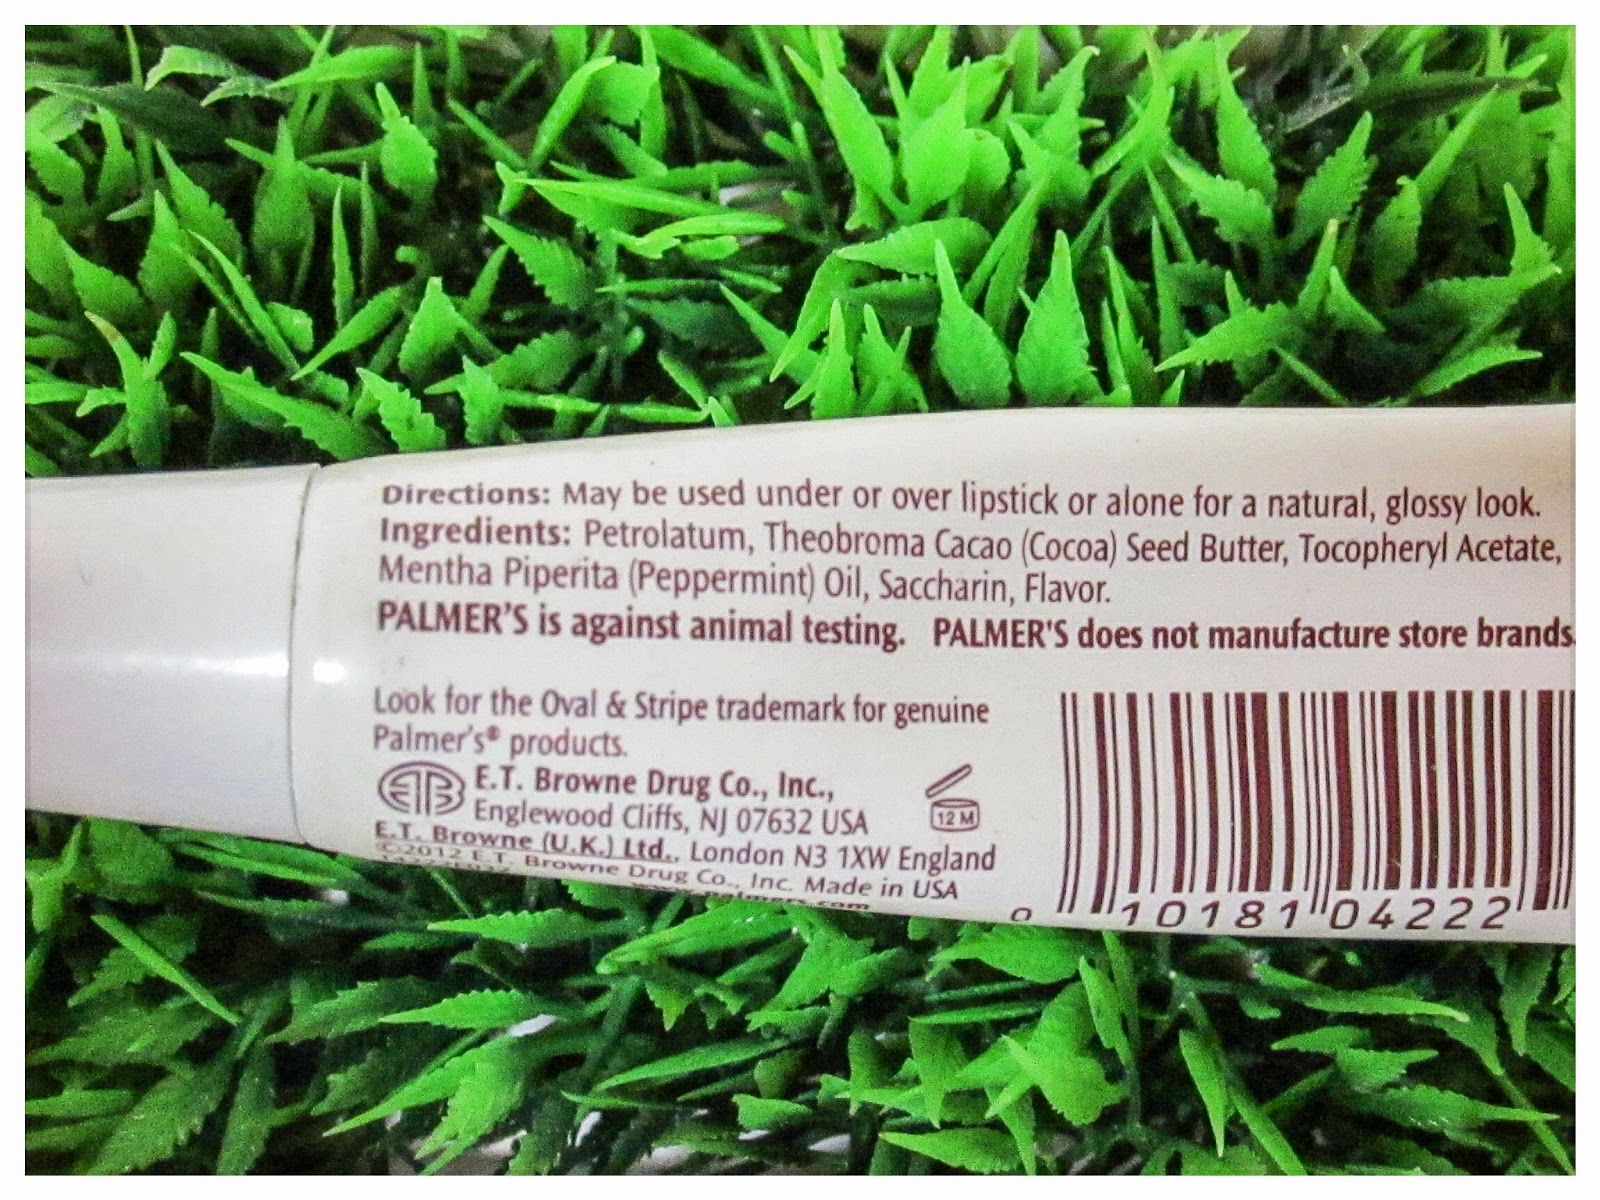 Directions: May be used under or over lipstick or alone for a natural, glossy look.
Ingredients: Petrolatum, Theobroma Cacao (Cocoa) Seed Butter, Tocopheryl Acetate,
Mentha Piperita (Peppermint) Oil, Saccharin, Flavor.
PALMER'S is against animal testing. PALMER'S does not manufacture store brands.
Look for the Oval & Stripe trademark for genuine
Palmer's® products.
ETB
E.T. Browne Drug Co., Inc.,
Englewood Cliffs, NJ 07632 USA
12 M
E.T. Browne (U.K.) Ltd., London N3 1XW England
©2012 E.T. Browne Drug Co., Inc. Made in USA
0 10181 04222